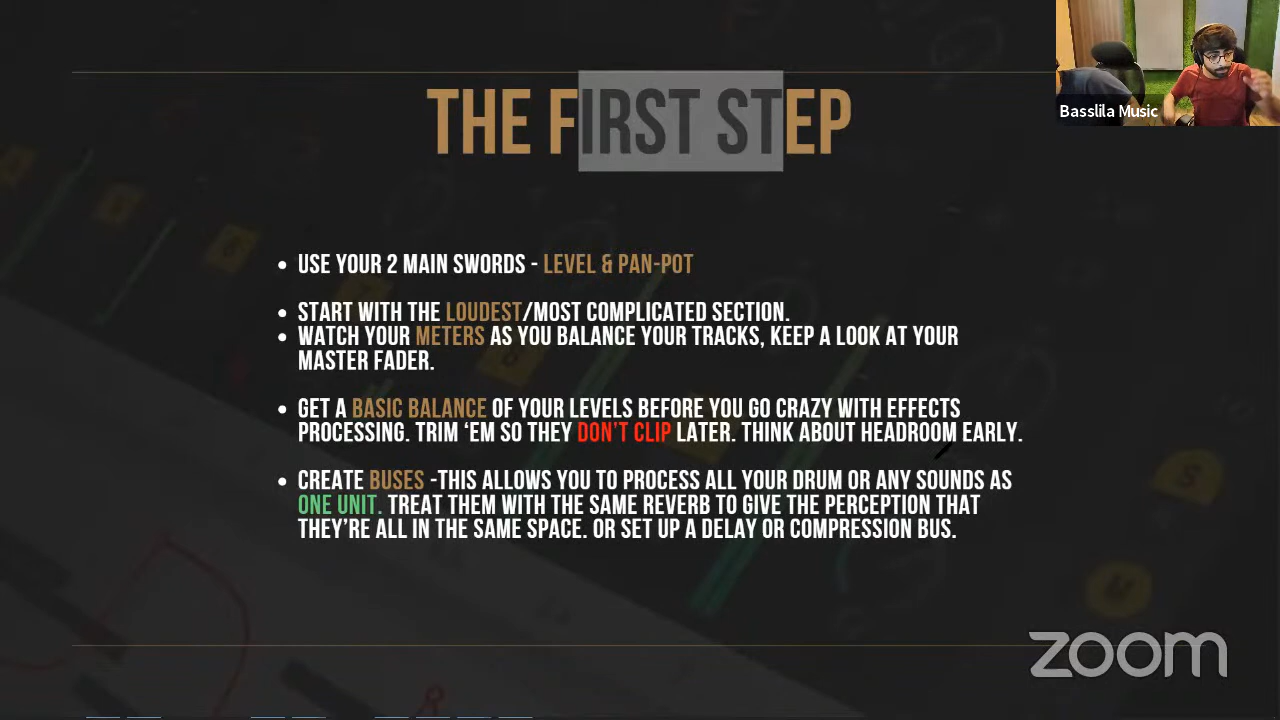 Basslila Music
THE FIRST STEP
• USE YOUR 2 MAIN SWORDS - LEVEL & PAN-POT
• START WITH THE LOUDEST/MOST COMPLICATED SECTION.
• WATCH YOUR METERS AS YOU BALANCE YOUR TRACKS, KEEP A LOOK AT YOUR
MASTER FADER.
• GET A BASIC BALANCE OF YOUR LEVELS BEFORE YOU GO CRAZY WITH EFFECTS
PROCESSING. TRIM ‘EM SO THEY DON’T CLIP LATER. THINK ABOUT HEADROOM EARLY.
• CREATE BUSES -THIS ALLOWS YOU TO PROCESS ALL YOUR DRUM OR ANY SOUNDS AS
ONE UNIT. TREAT THEM WITH THE SAME REVERB TO GIVE THE PERCEPTION THAT
THEY’RE ALL IN THE SAME SPACE. OR SET UP A DELAY OR COMPRESSION BUS.
zoom